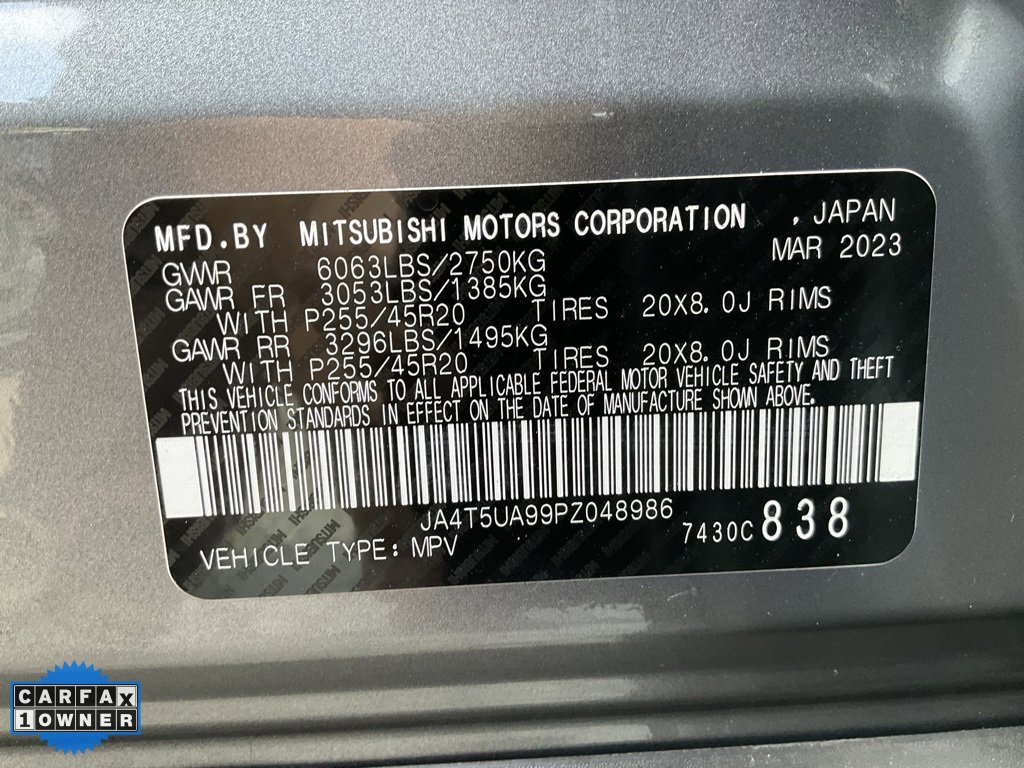 MFD.BY MITSUBISHI MOTORS CORPORATION , JAPAN
MAR 2023
GVWR 6063LBS/2750KG
GAWR FR 3053LBS/1385KG
WITH P255/45R20 TIRES 20X8.0J RIMS
GAWR RR 3296LBS/1495KG
WITH P255/45R20 TIRES 20X8.0J RIMS
THIS VEHICLE CONFORMS TO ALL APPLICABLE FEDERAL MOTOR VEHICLE SAFETY AND THEFT
PREVENTION STANDARDS IN EFFECT ON THE DATE OF MANUFACTURE SHOWN ABOVE.
JA4T5UA99PZ048986
7430C 838
VEHICLE TYPE: MPV
CARFAX
1 OWNER